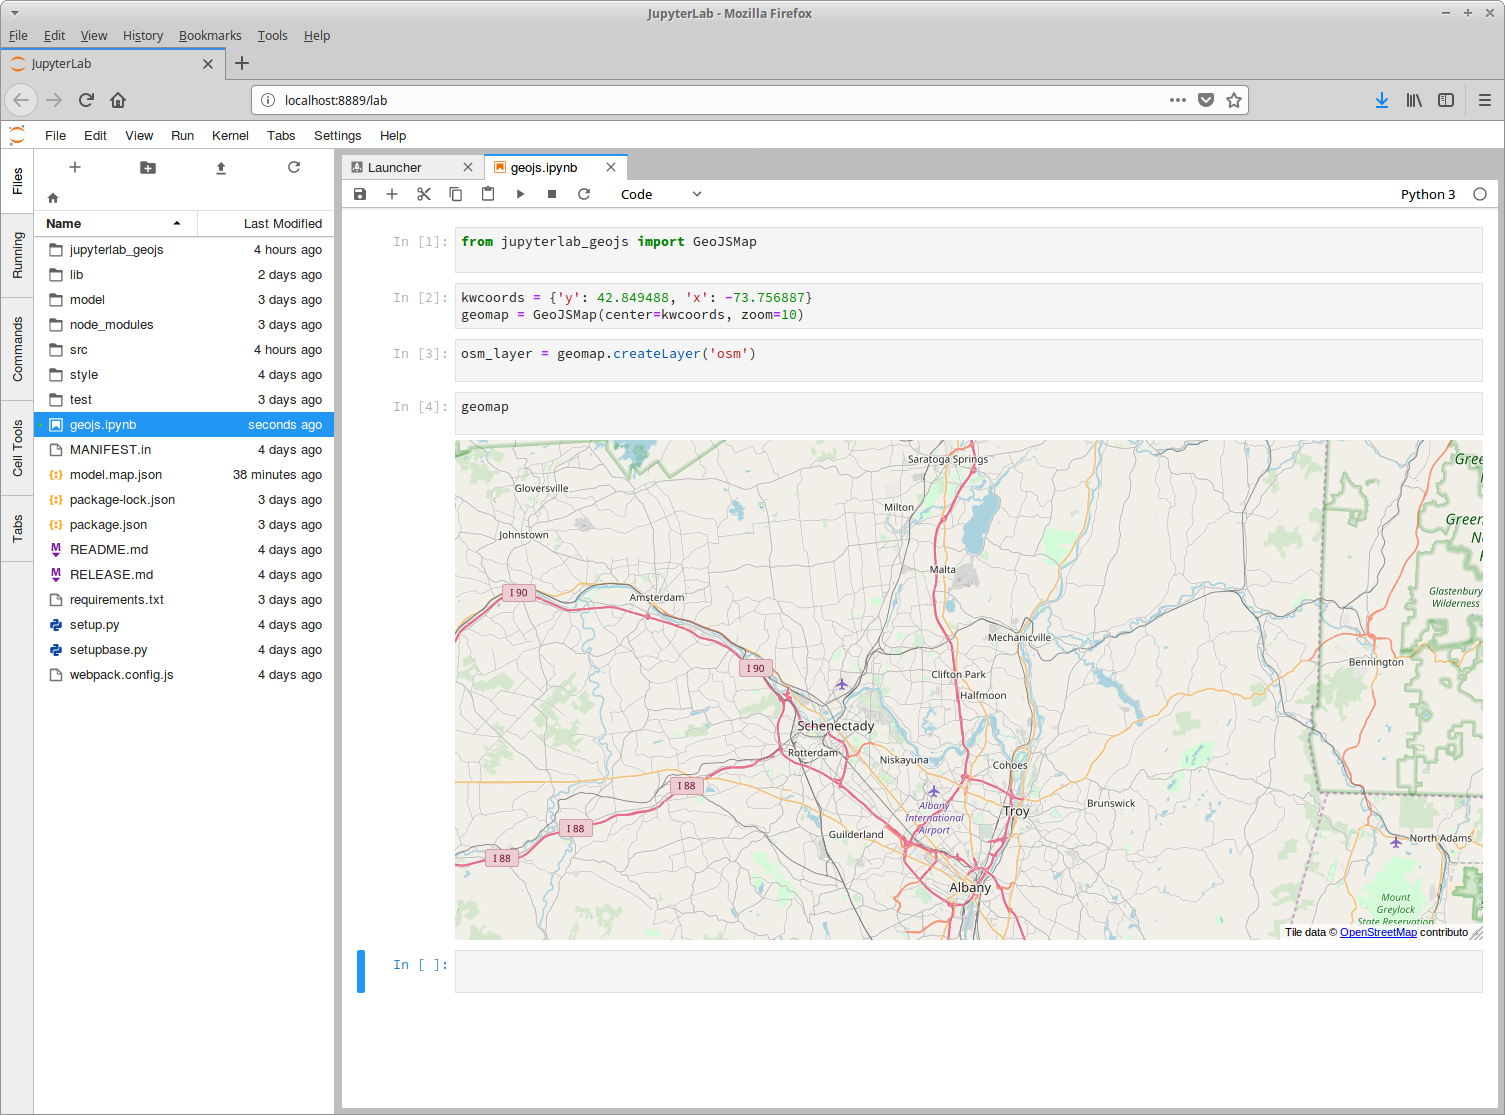 JupyterLab - Mozilla Firefox
File Edit View History Bookmarks Tools Help
JupyterLab
localhost:8889/lab
File Edit View Run Kernel Tabs Settings Help
Files
Running
Commands
Cell Tools
Tabs
Name Last Modified
jupyterlab_geojs 4 hours ago
lib 2 days ago
model 3 days ago
node_modules 3 days ago
src 4 hours ago
style 4 days ago
test 3 days ago
geojs.ipynb seconds ago
MANIFEST.in 4 days ago
model.map.json 38 minutes ago
package-lock.json 3 days ago
package.json 3 days ago
README.md 4 days ago
RELEASE.md 4 days ago
requirements.txt 3 days ago
setup.py 4 days ago
setupbase.py 4 days ago
webpack.config.js 4 days ago
Launcher geojs.ipynb
Code Python 3
In [1]: from jupyterlab_geojs import GeoJSMap
In [2]: kwcoords = {'y': 42.849488, 'x': -73.756887}
geomap = GeoJSMap(center=kwcoords, zoom=10)
In [3]: osm_layer = geomap.createLayer('osm')
In [4]: geomap
Saratoga Springs
Gree
Gloversville
Milton
Green
Johnstown
N
Malta
I 90
Amsterdam
Glastenbury
Wilderness
Mechanicville
Bennington
I 90
Clifton Park
Halfmoon
Schenectady
Rotterdam
Niskayuna
Cohoes
I 88
Albany
International
Airport
Troy
Brunswick
I 88
Guilderland
North Adams
I 88
Albany
Mount
Greylock
State Reservation
Tile data © OpenStreetMap contributo
In [ ]: